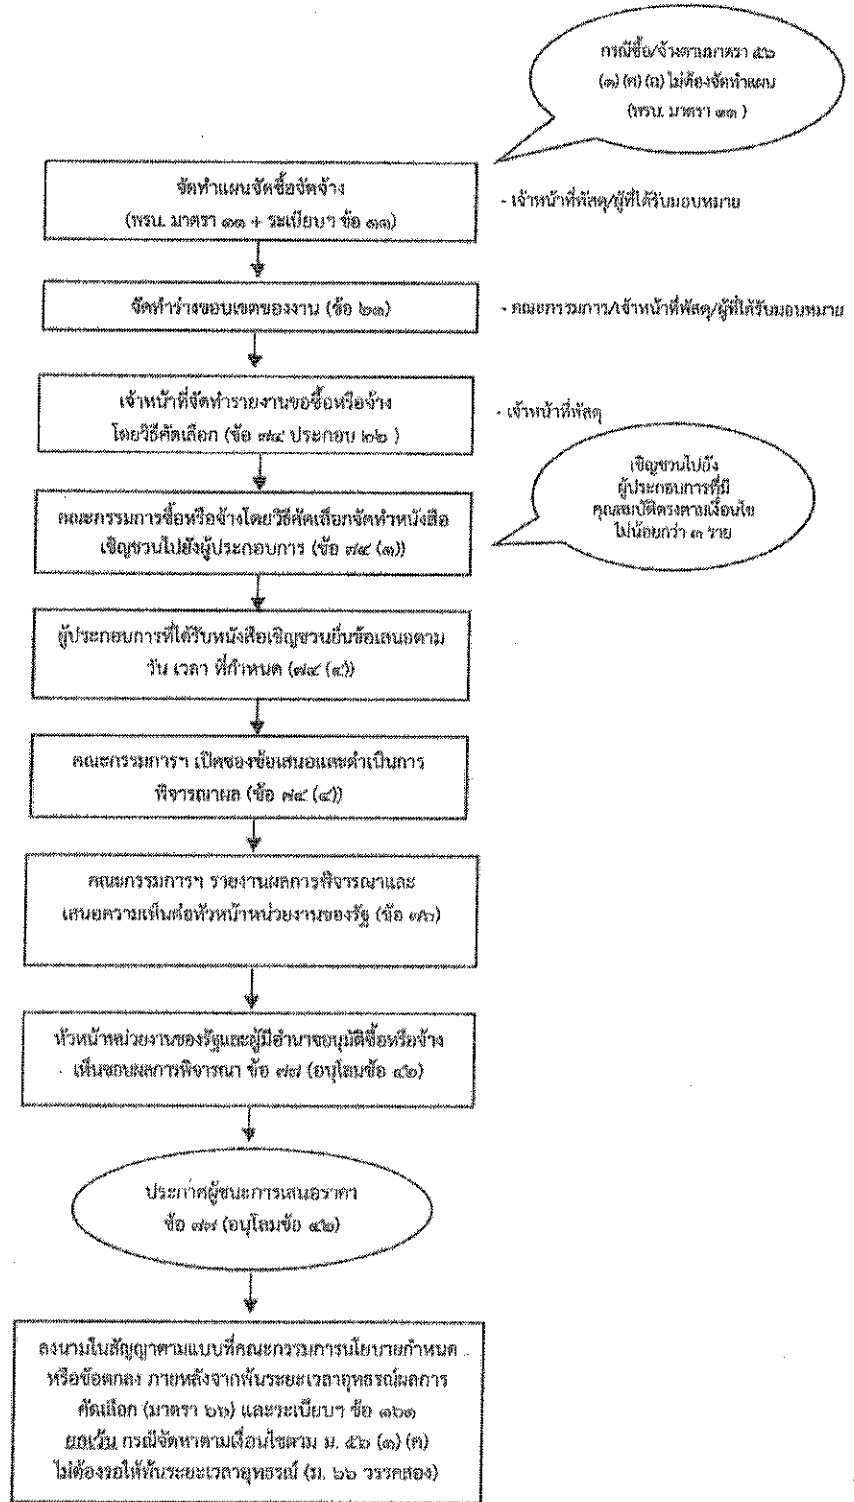 กรณีซื้อ/จ้างตามมาตรา ๕๖
(๑) (ค) (ฉ) ไม่ต้องจัดทำแผน
(พรบ. มาตรา ๑๑ )
จัดทำแผนจัดซื้อจัดจ้าง
(พรบ. มาตรา ๑๑ + ระเบียบฯ ข้อ ๑๑)
- เจ้าหน้าที่พัสดุ/ผู้ที่ได้รับมอบหมาย
จัดทำร่างขอบเขตของงาน (ข้อ ๒๑)
- คณะกรรมการ/เจ้าหน้าที่พัสดุ/ผู้ที่ได้รับมอบหมาย
เจ้าหน้าที่จัดทำรายงานขอซื้อหรือจ้าง
โดยวิธีคัดเลือก (ข้อ ๗๔ ประกอบ ๒๒ )
- เจ้าหน้าที่พัสดุ
เชิญชวนไปยัง
ผู้ประกอบการที่มี
คุณสมบัติตรงตามเงื่อนไข
ไม่น้อยกว่า ๓ ราย
คณะกรรมการซื้อหรือจ้างโดยวิธีคัดเลือกจัดทำหนังสือ
เชิญชวนไปยังผู้ประกอบการ (ข้อ ๗๔ (๑))
ผู้ประกอบการที่ได้รับหนังสือเชิญชวนยื่นข้อเสนอตาม
วัน เวลา ที่กำหนด (๗๔ (๔))
คณะกรรมการฯ เปิดซองข้อเสนอและดำเนินการ
พิจารณาผล (ข้อ ๗๔ (๔))
คณะกรรมการฯ รายงานผลการพิจารณาและ
เสนอความเห็นต่อหัวหน้าหน่วยงานของรัฐ (ข้อ
หัวหน้าหน่วยงานของรัฐและผู้มีอำนาจอนุมัติซื้อหรือจ้าง
เห็นชอบผลการพิจารณา ข้อ ๗๗ (อนุโลมข้อ ๔๒)
ประกาศผู้ชนะการเสนอราคา
ข้อ ๗๗ (อนุโลมข้อ ๔๒)
ลงนามในสัญญาตามแบบที่คณะกรรมการนโยบายกำหนด
หรือข้อตกลง ภายหลังจากพ้นระยะเวลาอุทธรณ์ผลการ
คัดเลือก (มาตรา ๖๖) และระเบียบฯ ข้อ ๑๖๑
ยกเว้น กรณีจัดหาตามเงื่อนไขตาม ม. ๕๖ (๑) (ค)
ไม่ต้องรอให้พ้นระยะเวลาอุทธรณ์ (ม. ๖๖ วรรคสอง)